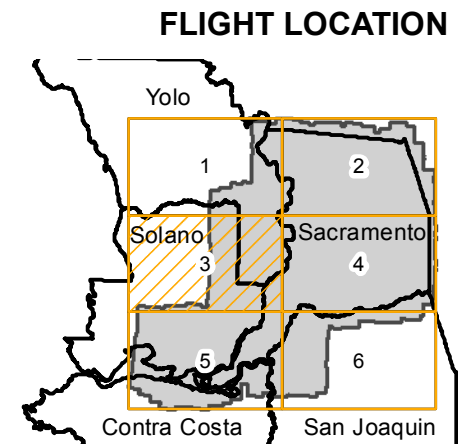 FLIGHT LOCATION
Yolo
1
2
Solano
Sacramento
3
4
5
6
Contra Costa
San Joaquin